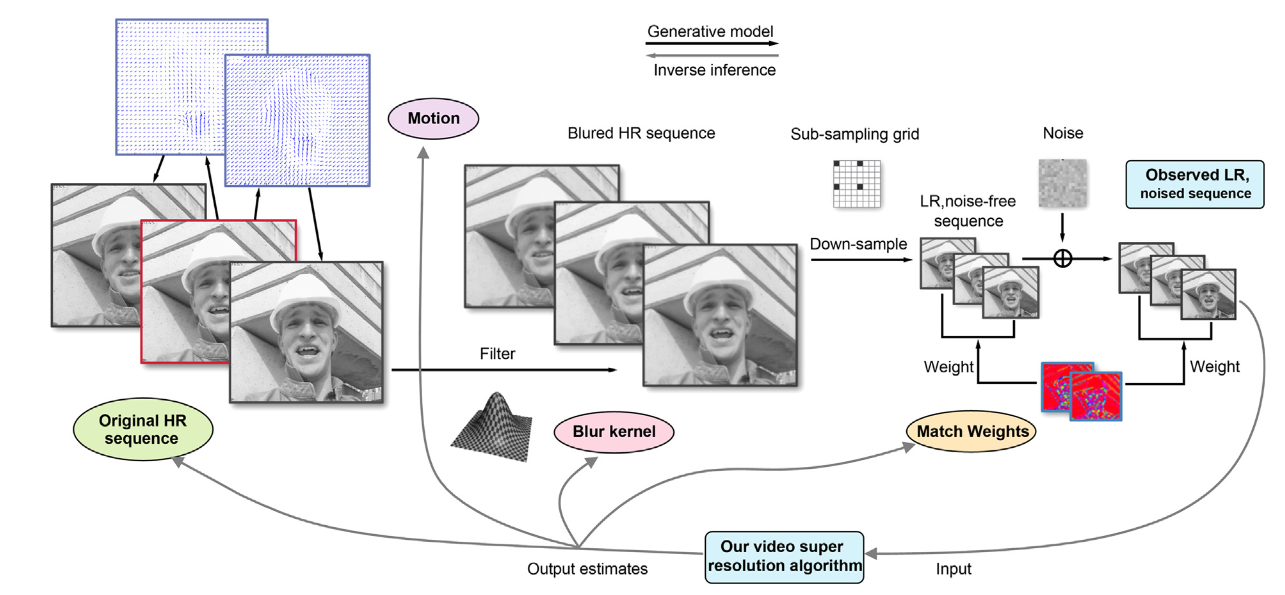 Generative model
Inverse inference
Motion
Blured HR sequence
Sub-sampling grid
Noise
Observed LR,
noised sequence
LR,noise-free
sequence
Down-sample
Filter
Weight
Weight
Original HR
sequence
Blur kernel
Match Weights
Our video super
resolution algorithm
Output estimates
Input